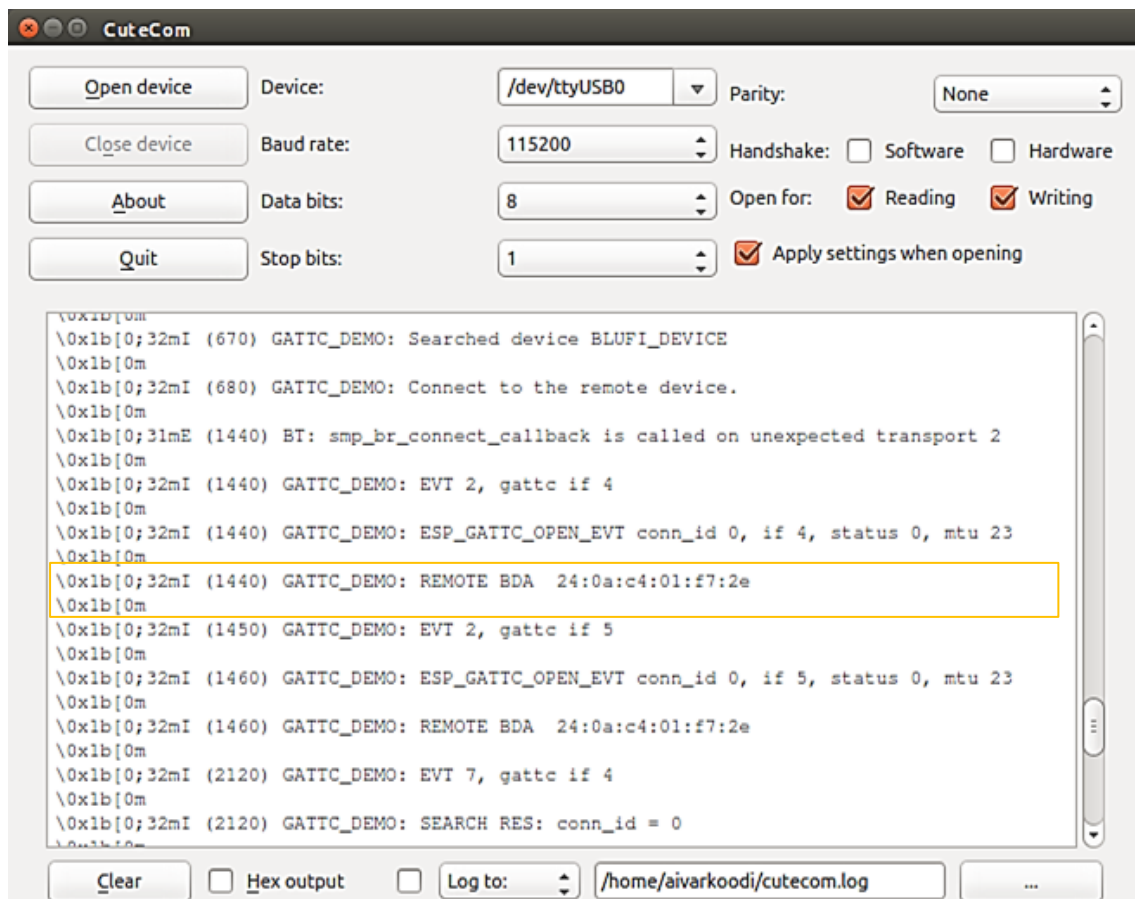 CuteCom
Open device Device: /dev/ttyUSB0 Parity: None
Close device Baud rate: 115200 Handshake: Software Hardware
About Data bits: 8 Open for: Reading Writing
Quit Stop bits: 1 Apply settings when opening
\0x1b[0m
\0x1b[0;32mI (670) GATTC_DEMO: Searched device BLUFI_DEVICE
\0x1b[0m
\0x1b[0;32mI (680) GATTC_DEMO: Connect to the remote device.
\0x1b[0m
\0x1b[0;31mE (1440) BT: smp_br_connect_callback is called on unexpected transport 2
\0x1b[0m
\0x1b[0;32mI (1440) GATTC_DEMO: EVT 2, gattc if 4
\0x1b[0m
\0x1b[0;32mI (1440) GATTC_DEMO: ESP_GATTC_OPEN_EVT conn_id 0, if 4, status 0, mtu 23
\0x1b[0m
\0x1b[0;32mI (1440) GATTC_DEMO: REMOTE BDA  24:0a:c4:01:f7:2e
\0x1b[0m
\0x1b[0;32mI (1450) GATTC_DEMO: EVT 2, gattc if 5
\0x1b[0m
\0x1b[0;32mI (1460) GATTC_DEMO: ESP_GATTC_OPEN_EVT conn_id 0, if 5, status 0, mtu 23
\0x1b[0m
\0x1b[0;32mI (1460) GATTC_DEMO: REMOTE BDA  24:0a:c4:01:f7:2e
\0x1b[0m
\0x1b[0;32mI (2120) GATTC_DEMO: EVT 7, gattc if 4
\0x1b[0m
\0x1b[0;32mI (2120) GATTC_DEMO: SEARCH RES: conn_id = 0
\0x1b[0m
Clear Hex output Log to: /home/aivarkoodi/cutecom.log ...